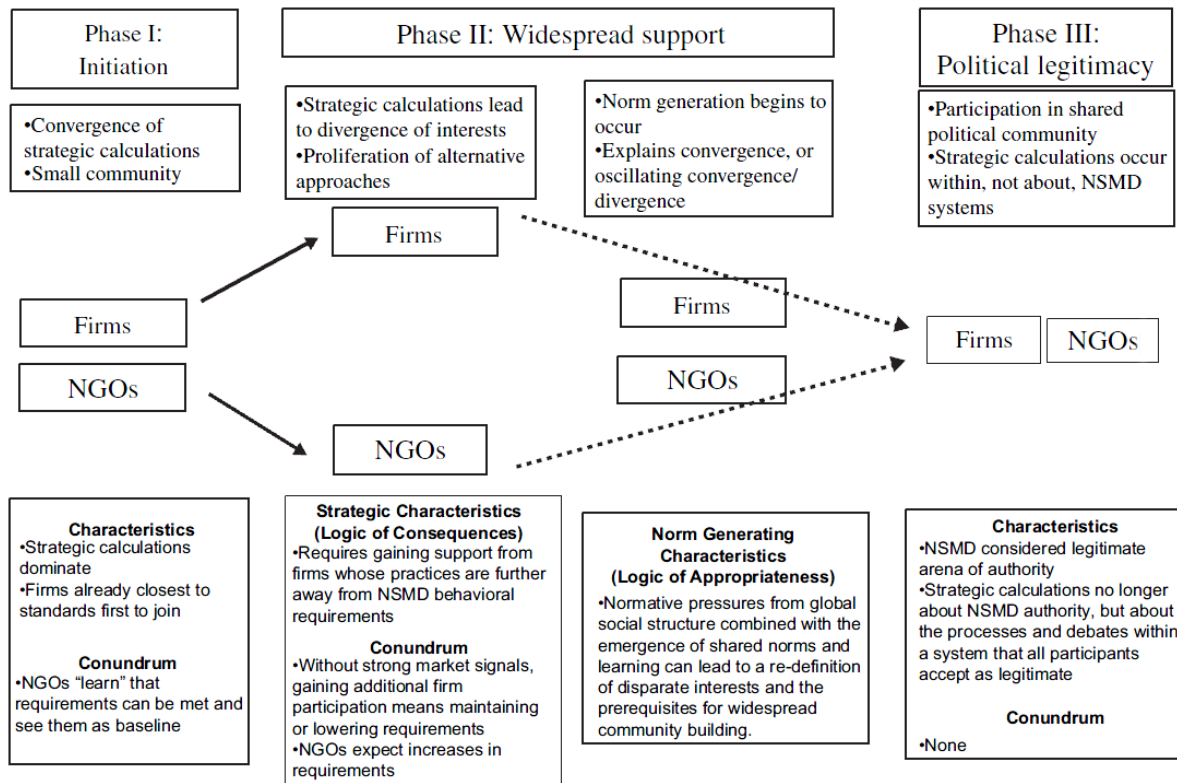 Phase I:
Initiation
Phase II: Widespread support
Phase III:
Political legitimacy
•Convergence of
strategic calculations
•Small community
•Strategic calculations lead
to divergence of interests
•Proliferation of alternative
approaches
•Norm generation begins to
occur
•Explains convergence, or
oscillating convergence/
divergence
•Participation in shared
political community
•Strategic calculations occur
within, not about, NSMD
systems
Firms
NGOs
Firms
NGOs
Firms
NGOs
Firms
NGOs
Characteristics
•Strategic calculations
dominate
•Firms already closest to
standards first to join
Conundrum
•NGOs “learn” that
requirements can be met and
see them as baseline
Strategic Characteristics
(Logic of Consequences)
•Requires gaining support from
firms whose practices are further
away from NSMD behavioral
requirements
Conundrum
•Without strong market signals,
gaining additional firm
participation means maintaining
or lowering requirements
•NGOs expect increases in
requirements
Norm Generating
Characteristics
(Logic of Appropriateness)
•Normative pressures from global
social structure combined with the
emergence of shared norms and
learning can lead to a re-definition
of disparate interests and the
prerequisites for widespread
community building.
Characteristics
•NSMD considered legitimate
arena of authority
•Strategic calculations no longer
about NSMD authority, but about
the processes and debates within
a system that all participants
accept as legitimate
Conundrum
•None